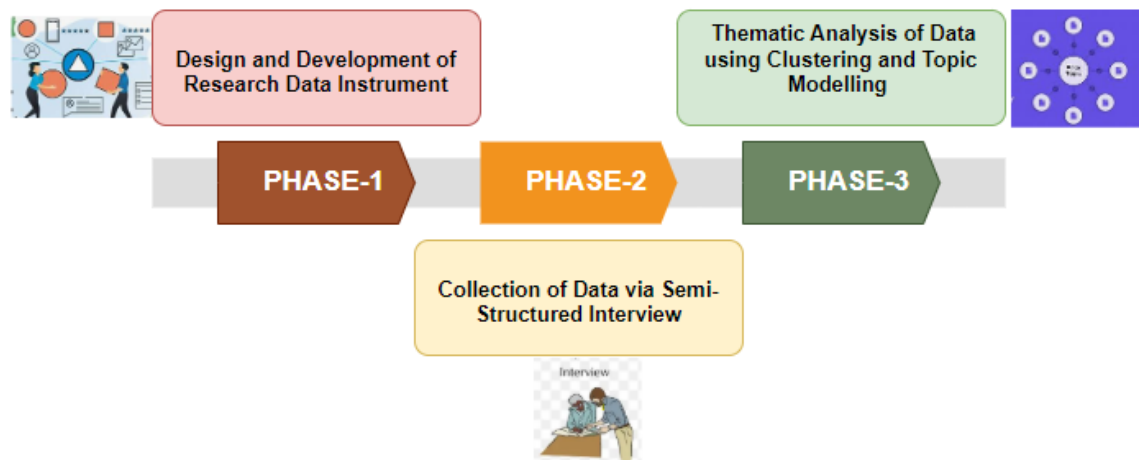 Design and Development of
Research Data Instrument
Thematic Analysis of Data
using Clustering and Topic
Modelling
PHASE-1
PHASE-2
PHASE-3
Collection of Data via Semi-
Structured Interview
Interview